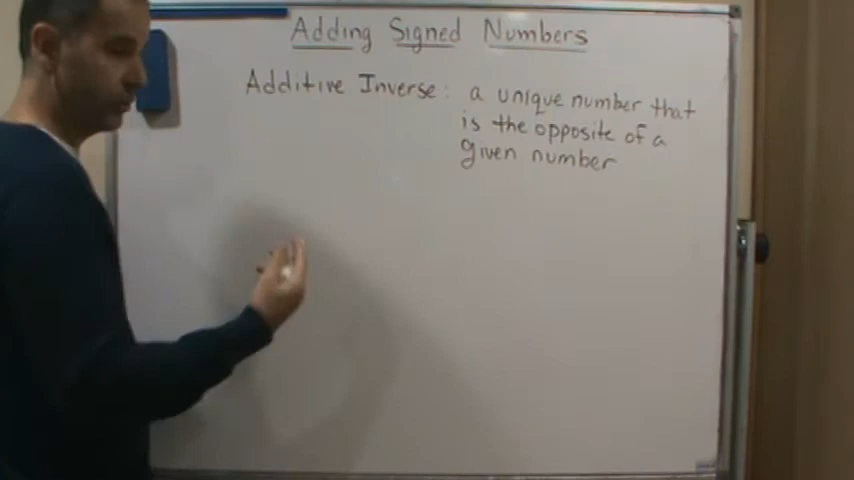 Adding Signed Numbers
Additive Inverse: a unique number that
is the opposite of a
given number